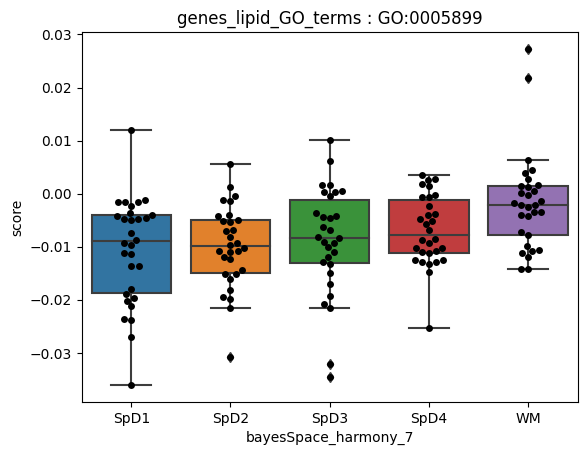 genes_lipid_GO_terms : GO:0005899
0.03
0.02
0.01
0.00
−0.01
−0.02
−0.03
score
SpD1 SpD2 SpD3 SpD4 WM
bayesSpace_harmony_7